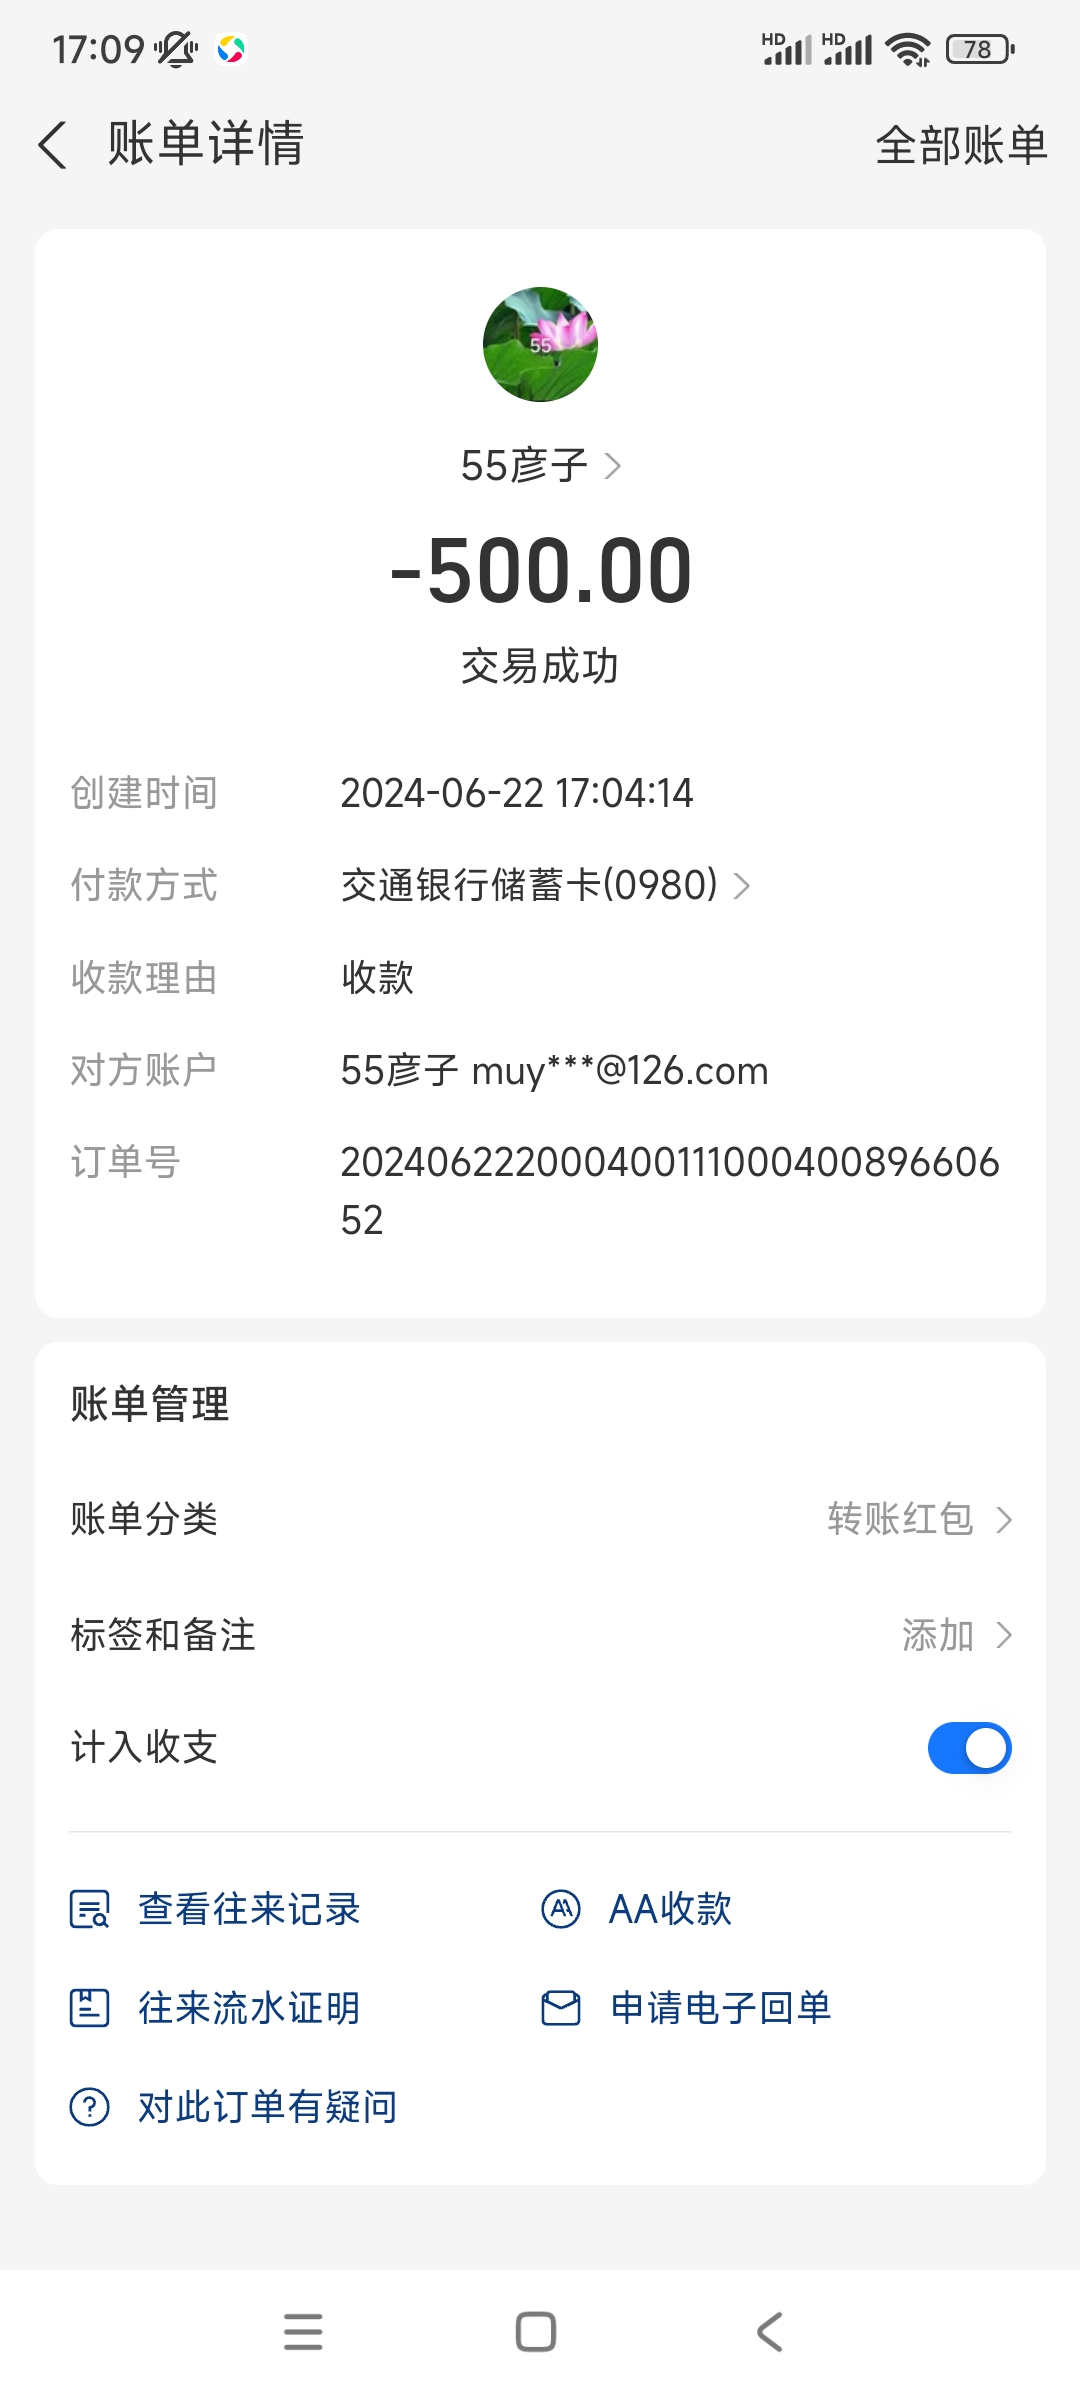 17:09 HD HD 78
账单详情 全部账单
55
55彦子
-500.00
交易成功
创建时间 2024-06-22 17:04:14
付款方式 交通银行储蓄卡(0980)
收款理由 收款
对方账户 55彦子 muy***@126.com
订单号 202406222000400111000400896606
52
账单管理
账单分类 转账红包
标签和备注 添加
计入收支
查看往来记录 AA收款
往来流水证明 申请电子回单
对此订单有疑问